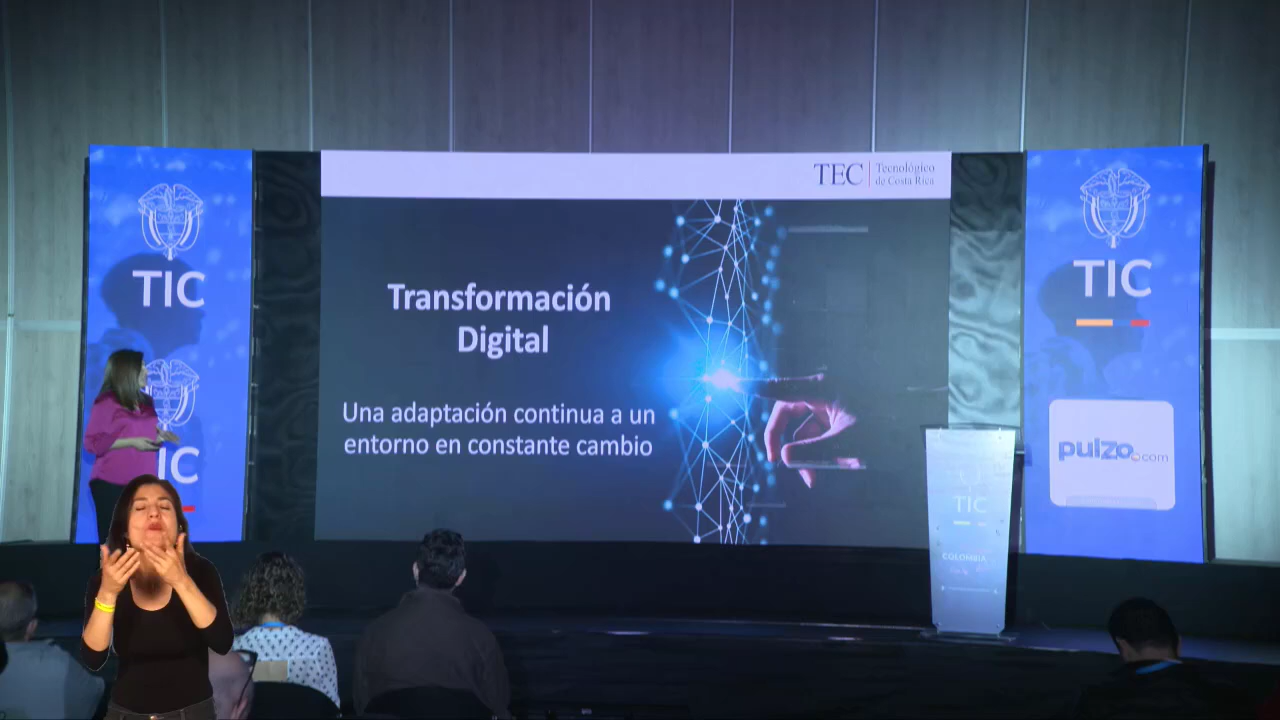 TEC
Tecnológico
de Costa Rica
TIC
TIC
Transformación
Digital
Una adaptación continua a un
entorno en constante cambio
IC
pulzo.com
TIC
COLOMBIA